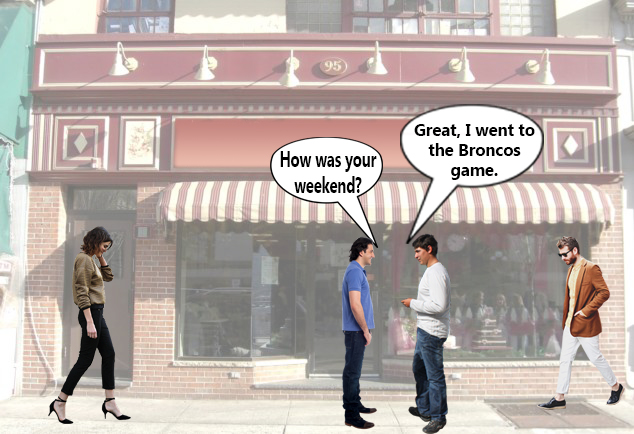 95
How was your
weekend?
Great, I went to
the Broncos
game.